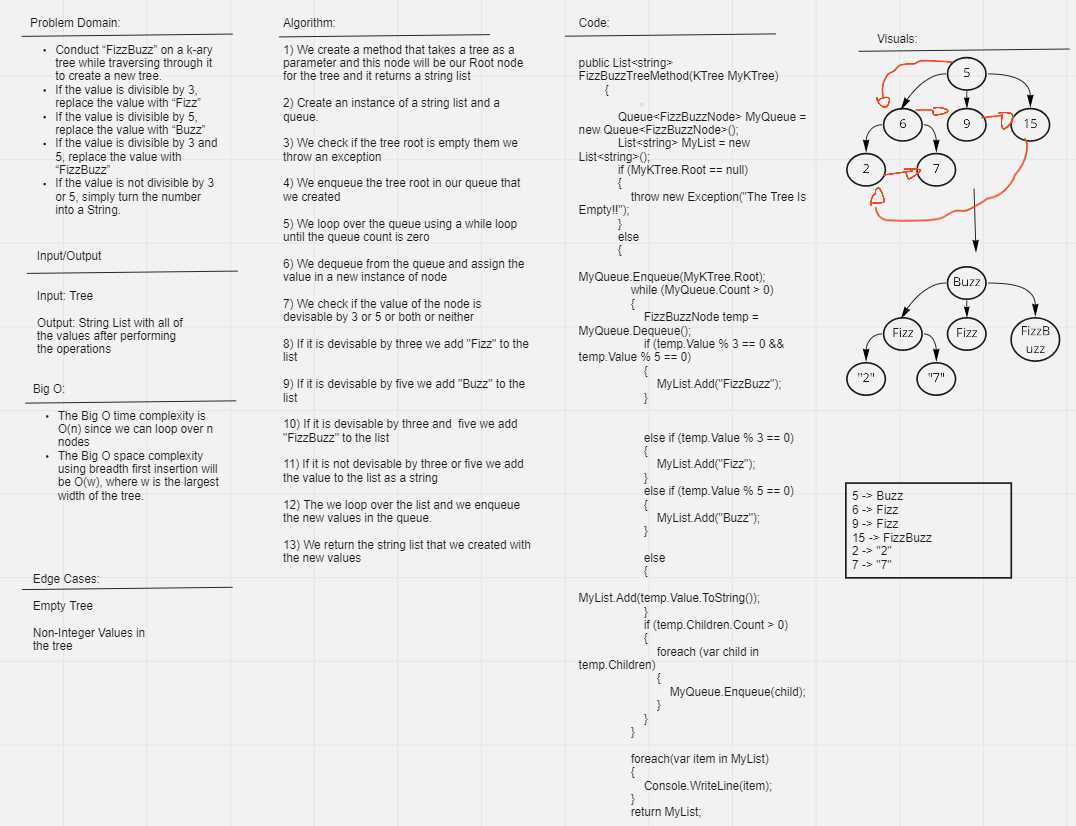 Problem Domain:
• Conduct “FizzBuzz” on a k-ary
tree while traversing through it
to create a new tree.
• If the value is divisible by 3,
replace the value with “Fizz”
• If the value is divisible by 5,
replace the value with “Buzz”
• If the value is divisible by 3 and
5, replace the value with
“FizzBuzz”
• If the value is not divisible by 3
or 5, simply turn the number
into a String.
Input/Output
Input: Tree
Output: String List with all of
the values after performing
the operations
Big O:
• The Big O time complexity is
O(n) since we can loop over n
nodes
• The Big O space complexity
using breadth first insertion will
be O(w), where w is the largest
width of the tree.
Edge Cases:
Empty Tree
Non-Integer Values in
the tree
Algorithm:
1) We create a method that takes a tree as a
parameter and this node will be our Root node
for the tree and it returns a string list
2) Create an instance of a string list and a
queue.
3) We check if the tree root is empty them we
throw an exception
4) We enqueue the tree root in our queue that
we created
5) We loop over the queue using a while loop
until the queue count is zero
6) We dequeue from the queue and assign the
value in a new instance of node
7) We check if the value of the node is
devisable by 3 or 5 or both or neither
8) If it is devisable by three we add "Fizz" to the
list
9) If it is devisable by five we add "Buzz" to the
list
10) If it is devisable by three and  five we add
"FizzBuzz" to the list
11) If it is not devisable by three or five we add
the value to the list as a string
12) The we loop over the list and we enqueue
the new values in the queue.
13) We return the string list that we created with
the new values
Code:
public List<string>
FizzBuzzTreeMethod(KTree MyKTree)
{
Queue<FizzBuzzNode> MyQueue =
new Queue<FizzBuzzNode>();
List<string> MyList = new
List<string>();
if (MyKTree.Root == null)
{
throw new Exception("The Tree Is
Empty!!");
}
else
{
MyQueue.Enqueue(MyKTree.Root);
while (MyQueue.Count > 0)
{
FizzBuzzNode temp =
MyQueue.Dequeue();
if (temp.Value % 3 == 0 &&
temp.Value % 5 == 0)
{
MyList.Add("FizzBuzz");
}
else if (temp.Value % 3 == 0)
{
MyList.Add("Fizz");
}
else if (temp.Value % 5 == 0)
{
MyList.Add("Buzz");
}
else
{
MyList.Add(temp.Value.ToString());
}
if (temp.Children.Count > 0)
{
foreach (var child in
temp.Children)
{
MyQueue.Enqueue(child);
}
}
}
foreach(var item in MyList)
{
Console.WriteLine(item);
}
return MyList;
Visuals:
5
6 9 15
2 7
Buzz
Fizz Fizz FizzB
uzz
"2" "7"
5 -> Buzz
6 -> Fizz
9 -> Fizz
15 -> FizzBuzz
2 -> "2"
7 -> "7"